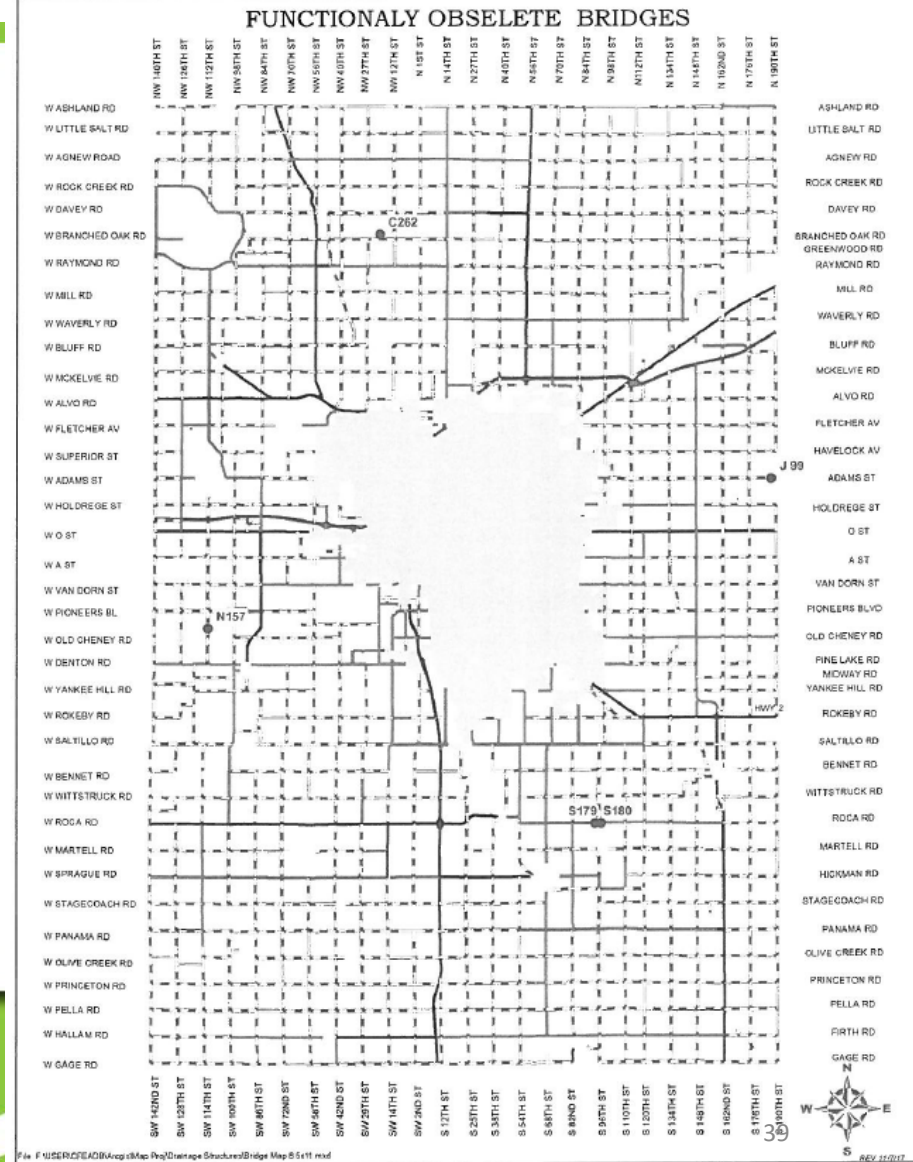 FUNCTIONALY OBSELETE BRIDGES
NW 140TH ST
NW 126TH ST
NW 112TH ST
NW 98TH ST
NW 84TH ST
NW 70TH ST
NW 56TH ST
NW 40TH ST
NW 27TH ST
NW 12TH ST
N 1ST ST
N 14TH ST
N 27TH ST
N 40TH ST
N 56TH ST
N 70TH ST
N 84TH ST
N 98TH ST
N 112TH ST
N 134TH ST
N 148TH ST
N 162ND ST
N 176TH ST
N 190TH ST
W ASHLAND RD
W LITTLE SALT RD
W AGNEW ROAD
W ROCK CREEK RD
W DAVEY RD
W BRANCHED OAK RD
W RAYMOND RD
W MILL RD
W WAVERLY RD
W BLUFF RD
W MCKELVIE RD
W ALVO RD
W FLETCHER AV
W SUPERIOR ST
W ADAMS ST
W HOLDREGE ST
W O ST
W A ST
W VAN DORN ST
W PIONEERS BL
W OLD CHENEY RD
W DENTON RD
W YANKEE HILL RD
W ROKEBY RD
W SALTILLO RD
W BENNET RD
W WITTSTRUCK RD
W ROCA RD
W MARTELL RD
W SPRAGUE RD
W STAGECOACH RD
W PANAMA RD
W OLIVE CREEK RD
W PRINCETON RD
W PELLA RD
W HALLAM RD
W GAGE RD
C262
J 99
N157
HWY 2
S179 S180
ASHLAND RD
LITTLE SALT RD
AGNEW RD
ROCK CREEK RD
DAVEY RD
BRANCHED OAK RD
GREENWOOD RD
RAYMOND RD
MILL RD
WAVERLY RD
BLUFF RD
MCKELVIE RD
ALVO RD
FLETCHER AV
HAVELOCK AV
ADAMS ST
HOLDREGE ST
O ST
A ST
VAN DORN ST
PIONEERS BLVD
OLD CHENEY RD
PINE LAKE RD
MIDWAY RD
YANKEE HILL RD
ROKEBY RD
SALTILLO RD
BENNET RD
WITTSTRUCK RD
ROCA RD
MARTELL RD
HICKMAN RD
STAGECOACH RD
PANAMA RD
OLIVE CREEK RD
PRINCETON RD
PELLA RD
FIRTH RD
GAGE RD
SW 142ND ST
SW 128TH ST
SW 114TH ST
SW 100TH ST
SW 86TH ST
SW 72ND ST
SW 56TH ST
SW 42ND ST
SW 29TH ST
SW 14TH ST
SW 2ND ST
S 12TH ST
S 25TH ST
S 38TH ST
S 54TH ST
S 68TH ST
S 82ND ST
S 96TH ST
S 110TH ST
S 120TH ST
S 134TH ST
S 148TH ST
S 162ND ST
S 176TH ST
S 190TH ST
N
W
E
S
39
REV 11/7/17